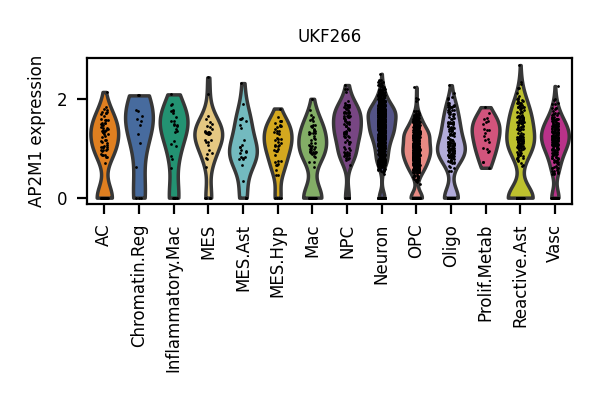 UKF266
AP2M1 expression
2
0
AC
Chromatin.Reg
Inflammatory.Mac
MES
MES.Ast
MES.Hyp
Mac
NPC
Neuron
OPC
Oligo
Prolif.Metab
Reactive.Ast
Vasc